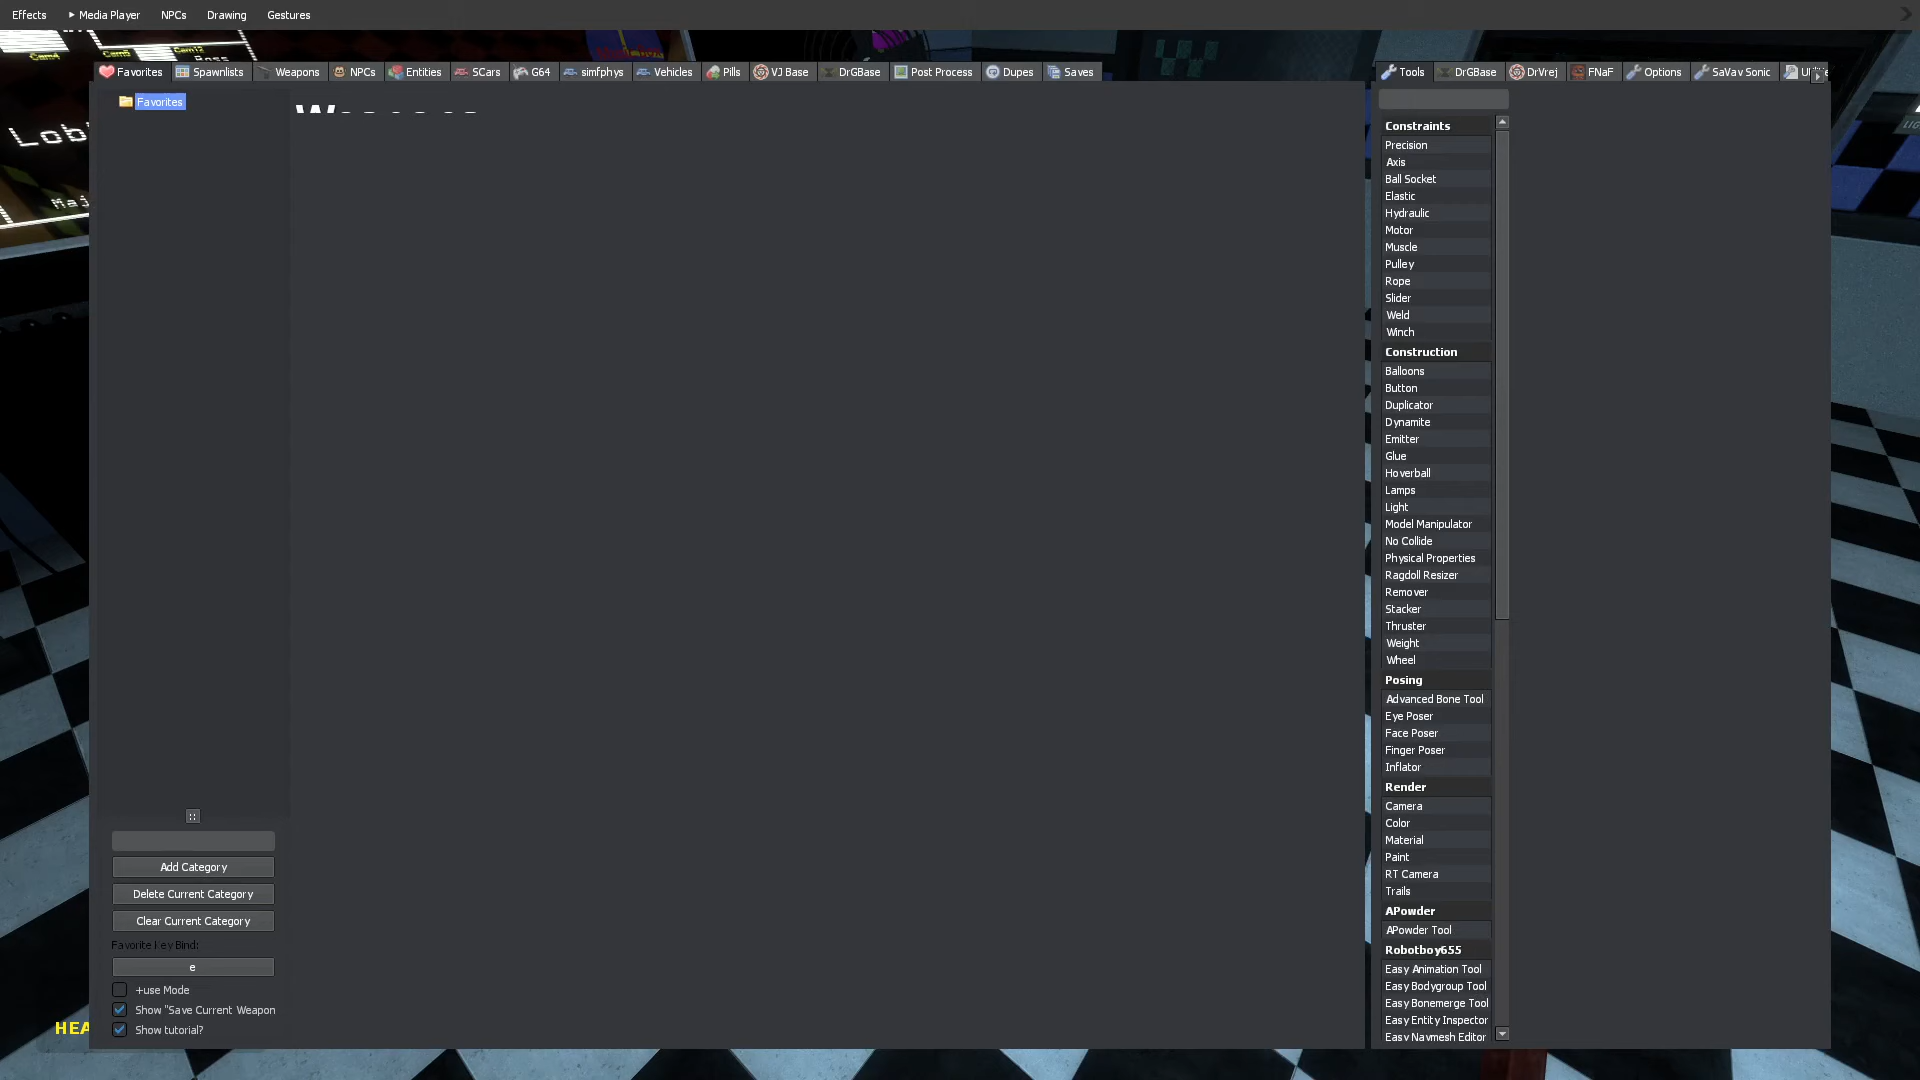 Effects
Media Player
NPCs
Drawing
Gestures
Cam4
Cam12
Favorites
Spawnlists
Weapons
NPCs
Entities
SCars
G64
simfphys
Vehicles
Pills
VJ Base
DrGBase
Post Process
Dupes
Saves
Tools
DrGBase
DrVrej
FNaF
Options
SaVav Sonic
Favorites
Constraints
Precision
Axis
Ball Socket
Elastic
Hydraulic
Motor
Muscle
Pulley
Rope
Slider
Weld
Winch
Construction
Balloons
Button
Duplicator
Dynamite
Emitter
Glue
Hoverball
Lamps
Light
Model Manipulator
No Collide
Physical Properties
Ragdoll Resizer
Remover
Stacker
Thruster
Weight
Wheel
Posing
Advanced Bone Tool
Eye Poser
Face Poser
Finger Poser
Inflator
Render
Camera
Color
Material
Paint
RT Camera
Trails
APowder
APowder Tool
Robotboy655
Easy Animation Tool
Easy Bodygroup Tool
Easy Bonemerge Tool
Easy Entity Inspector
Easy Navmesh Editor
Add Category
Delete Current Category
Clear Current Category
Favorite Key Bind:
e
+use Mode
Show "Save Current Weapon
Show tutorial?
HEA